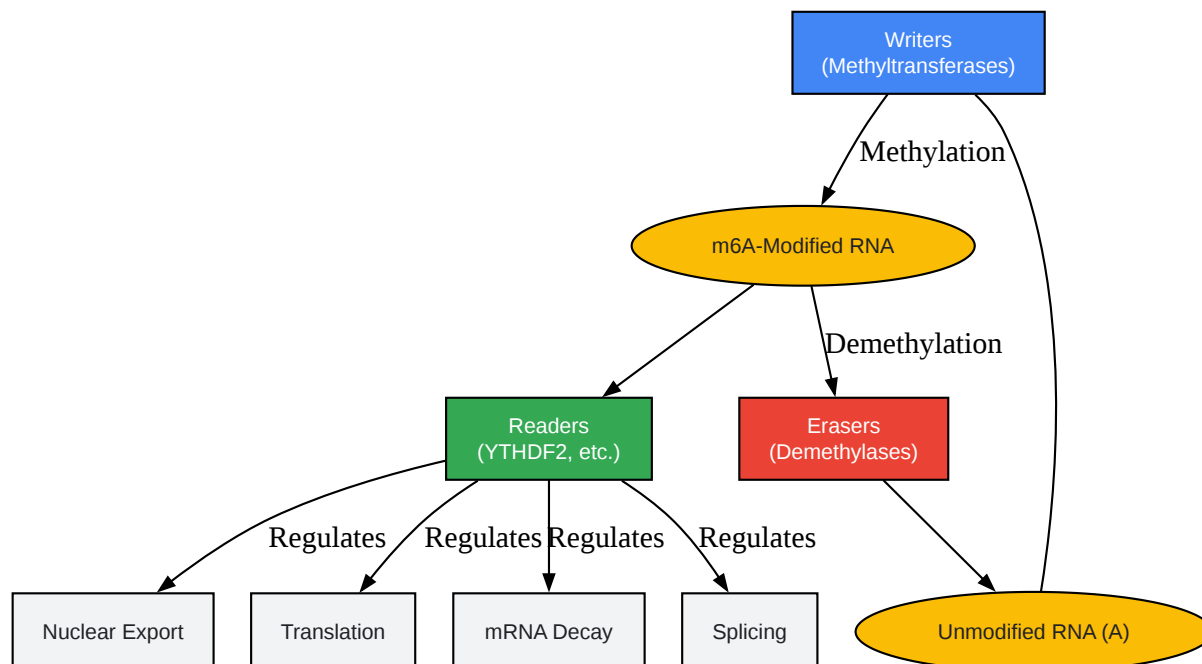 Writers
(Methyltransferases)
Methylation
m6A-Modified RNA
Demethylation
Readers
(YTHDF2, etc.)
Erasers
(Demethylases)
Regulates
Regulates
Regulates
Regulates
Nuclear Export
Translation
mRNA Decay
Splicing
Unmodified RNA (A)